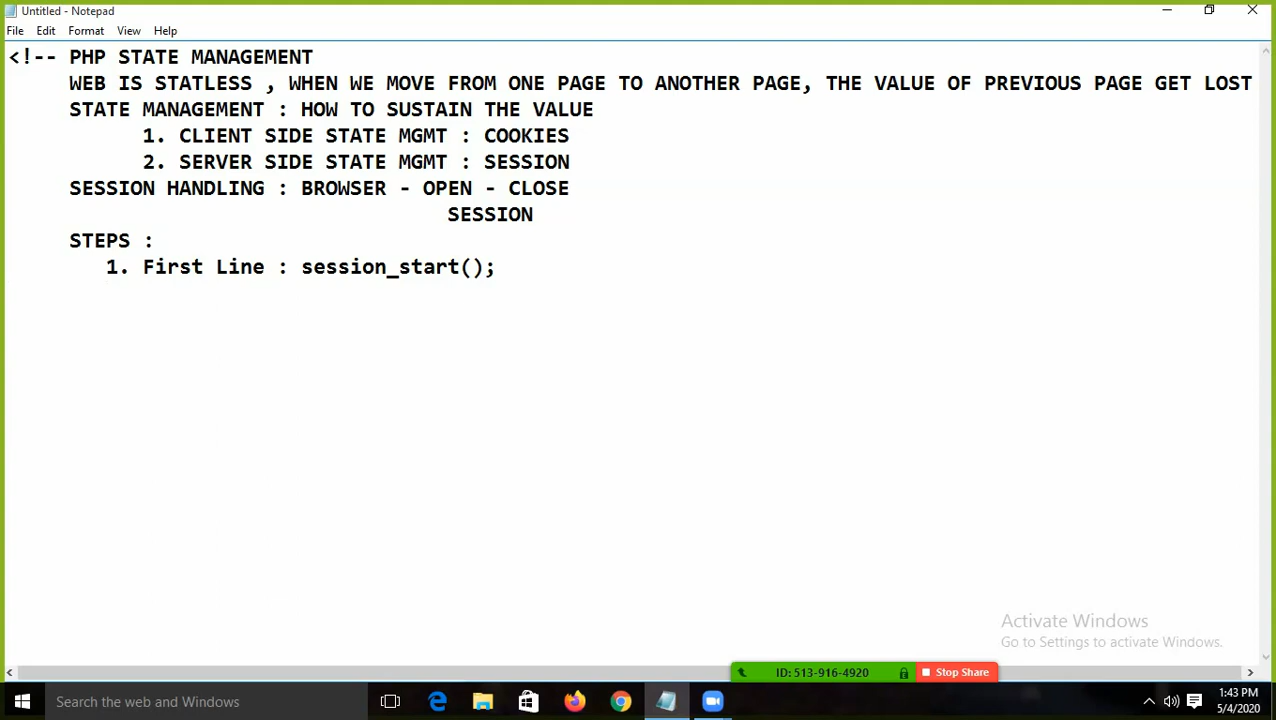 Untitled - Notepad
File Edit Format View Help
<!-- PHP STATE MANAGEMENT
WEB IS STATLESS , WHEN WE MOVE FROM ONE PAGE TO ANOTHER PAGE, THE VALUE OF PREVIOUS PAGE GET LOST
STATE MANAGEMENT : HOW TO SUSTAIN THE VALUE
1. CLIENT SIDE STATE MGMT : COOKIES
2. SERVER SIDE STATE MGMT : SESSION
SESSION HANDLING : BROWSER - OPEN - CLOSE
SESSION
STEPS :
1. First Line : session_start();
Activate Windows
Go to Settings to activate Windows.
ID: 513-916-4920 Stop Share
Search the web and Windows
1:43 PM
5/4/2020